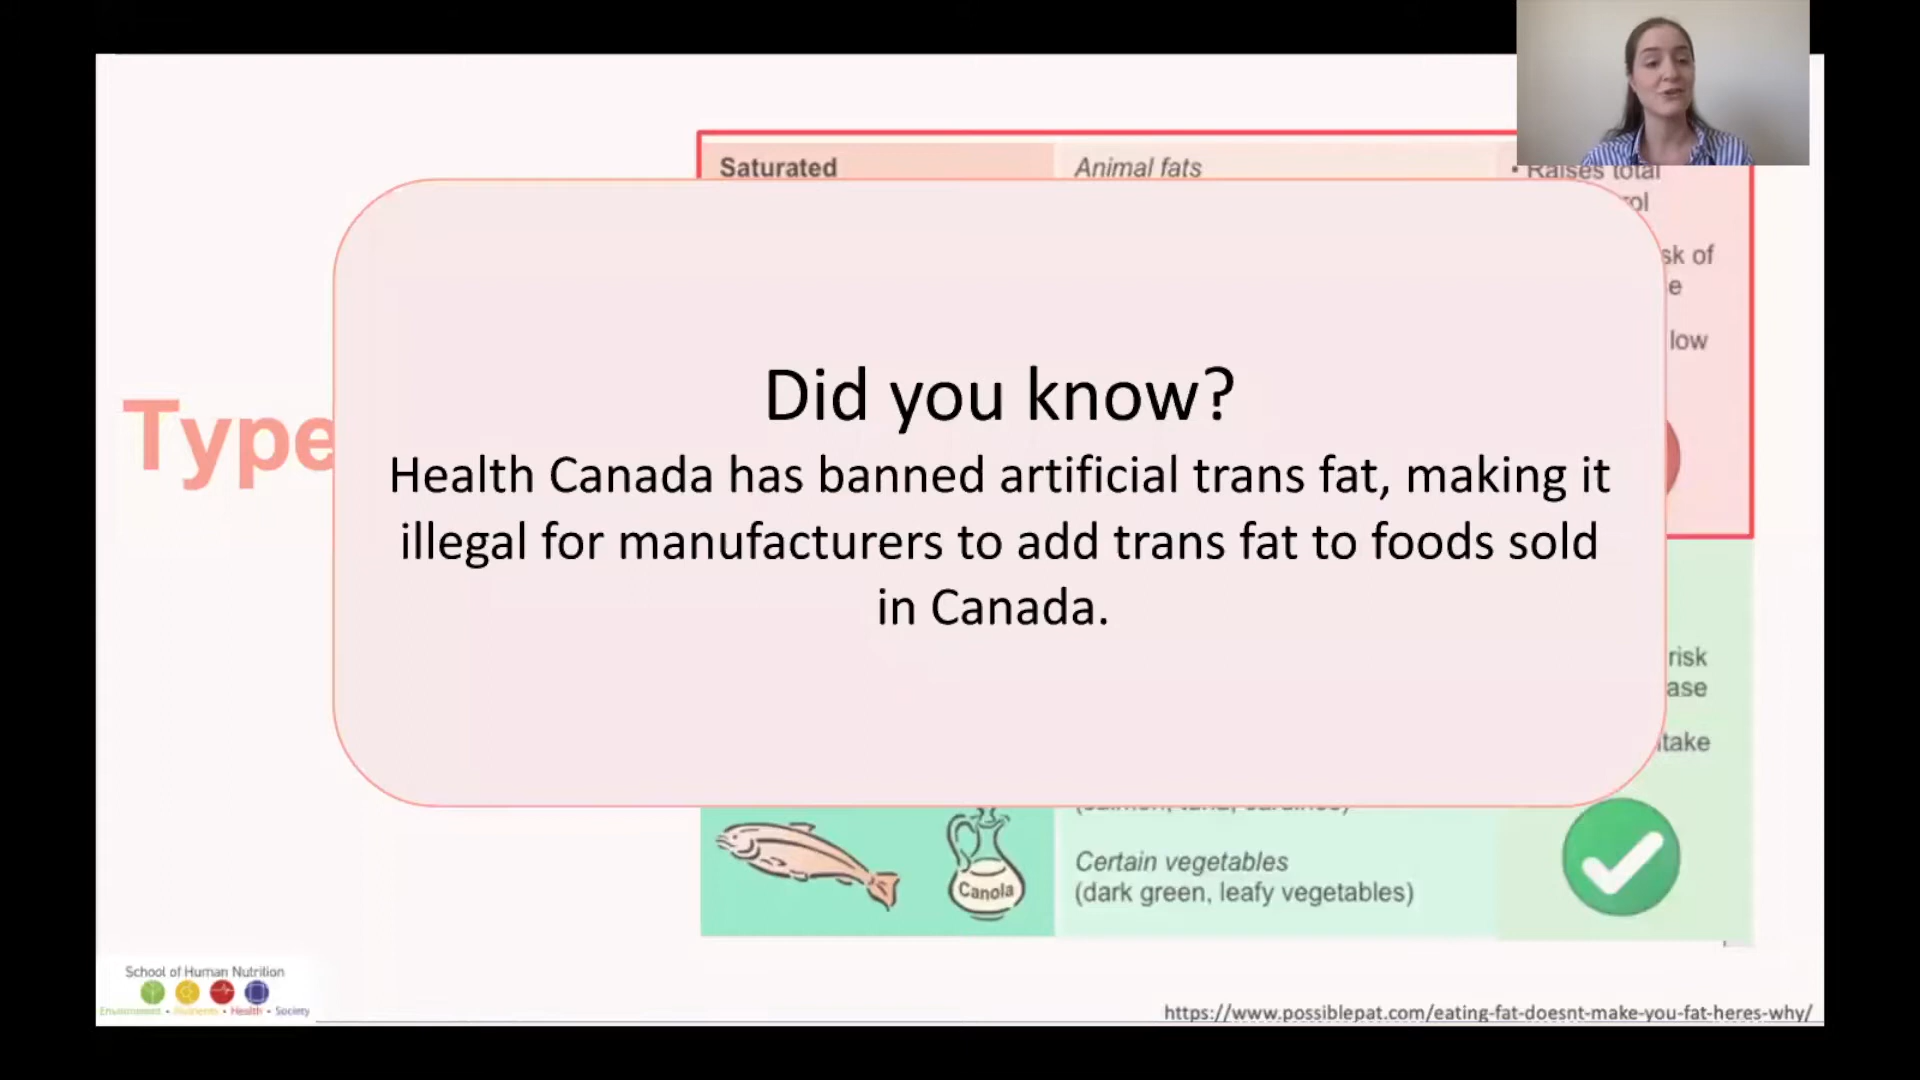 Saturated
Animal fats
• Raises total
sk of
e
low
Type
Did you know?
Health Canada has banned artificial trans fat, making it
illegal for manufacturers to add trans fat to foods sold
in Canada.
risk
ase
take
Canola
Certain vegetables
(dark green, leafy vegetables)
School of Human Nutrition
Environment • Nutrients • Health • Society
https://www.possiblepat.com/eating-fat-doesnt-make-you-fat-heres-why/